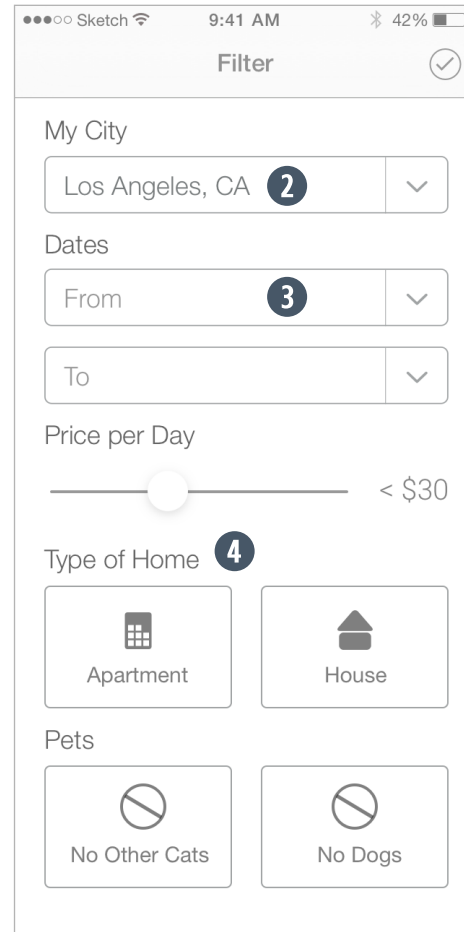 Sketch 9:41 AM 42%
Filter
My City
Los Angeles, CA 2
Dates
From 3
To
Price per Day
< $30
Type of Home 4
Apartment House
Pets
No Other Cats No Dogs